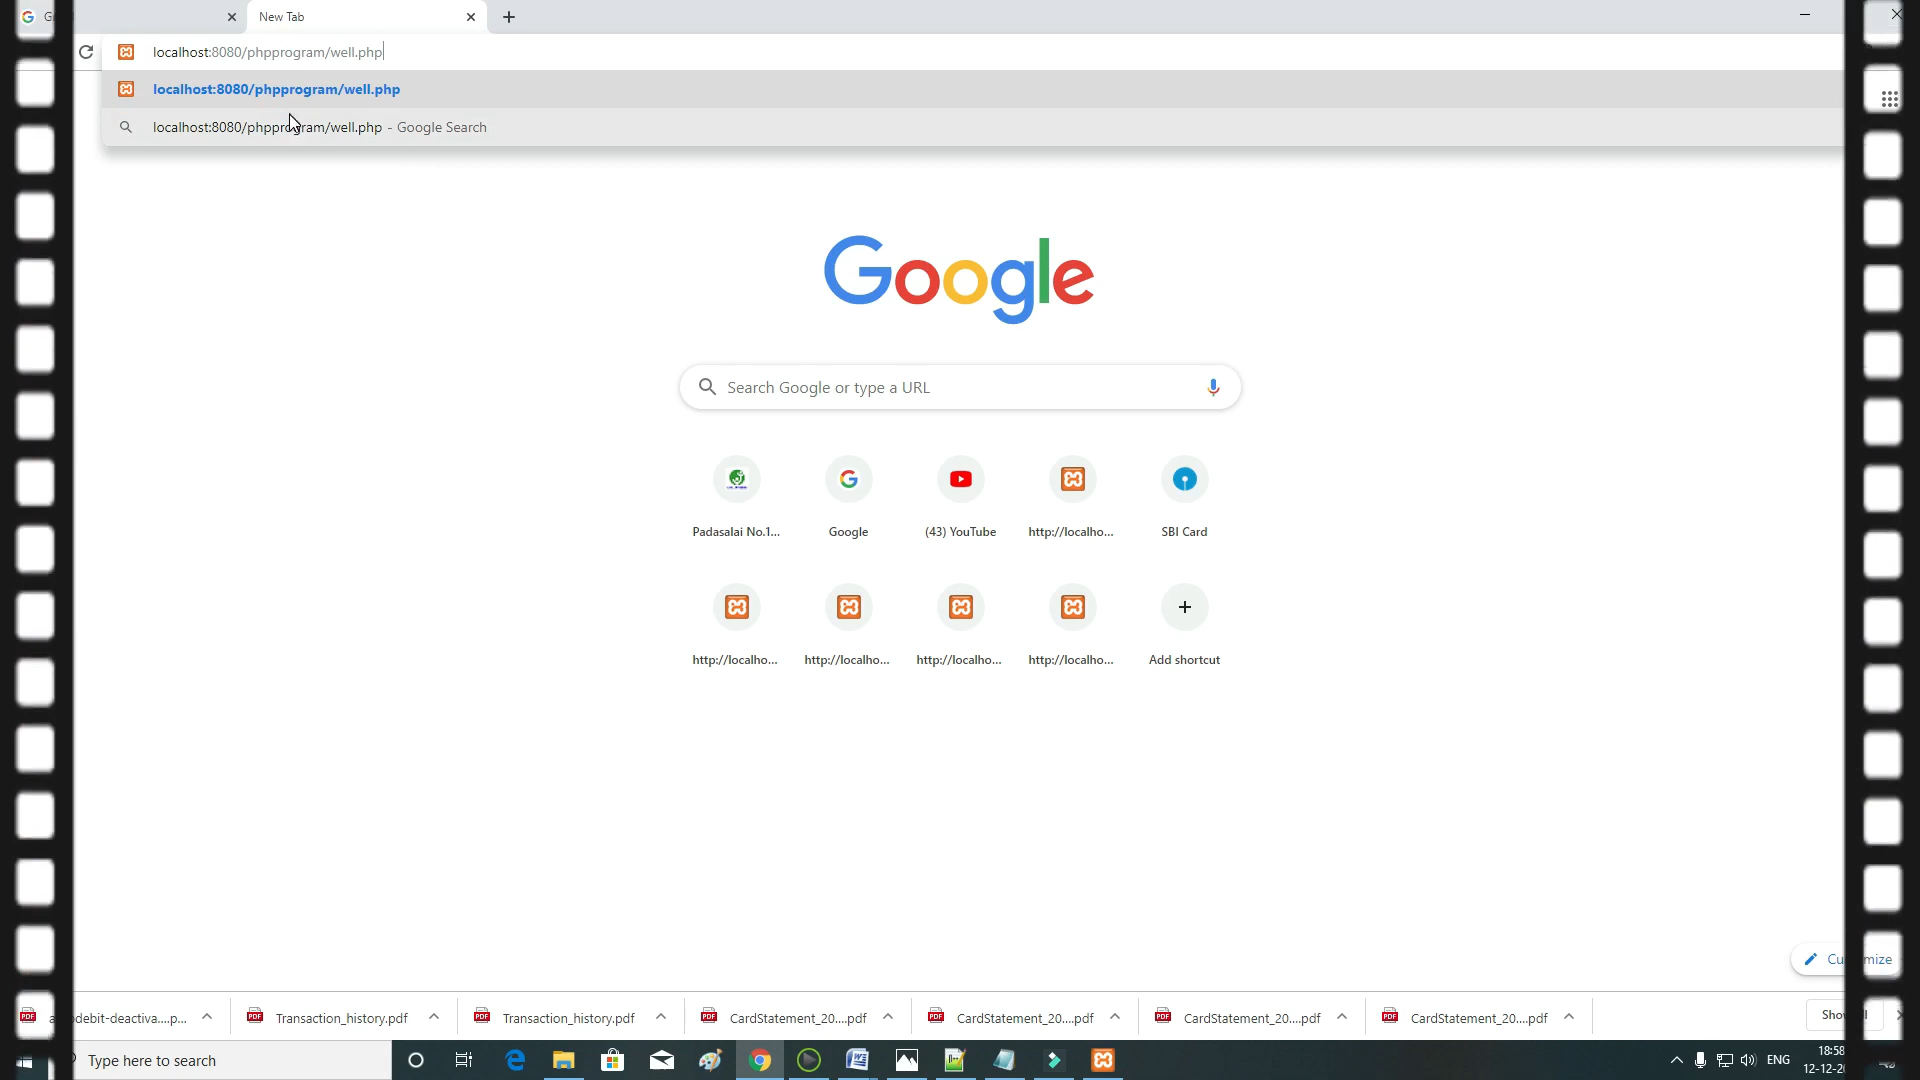 New Tab
localhost:8080/phpprogram/well.php
localhost:8080/phpprogram/well.php
localhost:8080/phpprogram/well.php - Google Search
Google
Search Google or type a URL
Padasalai No.1...
Google
(43) YouTube
http://localho...
SBI Card
http://localho...
http://localho...
http://localho...
http://localho...
Add shortcut
debit-deactiva....p...
Transaction_history.pdf
Transaction_history.pdf
CardStatement_20....pdf
CardStatement_20....pdf
CardStatement_20....pdf
CardStatement_20....pdf
Type here to search
ENG
18:58
12-12-2